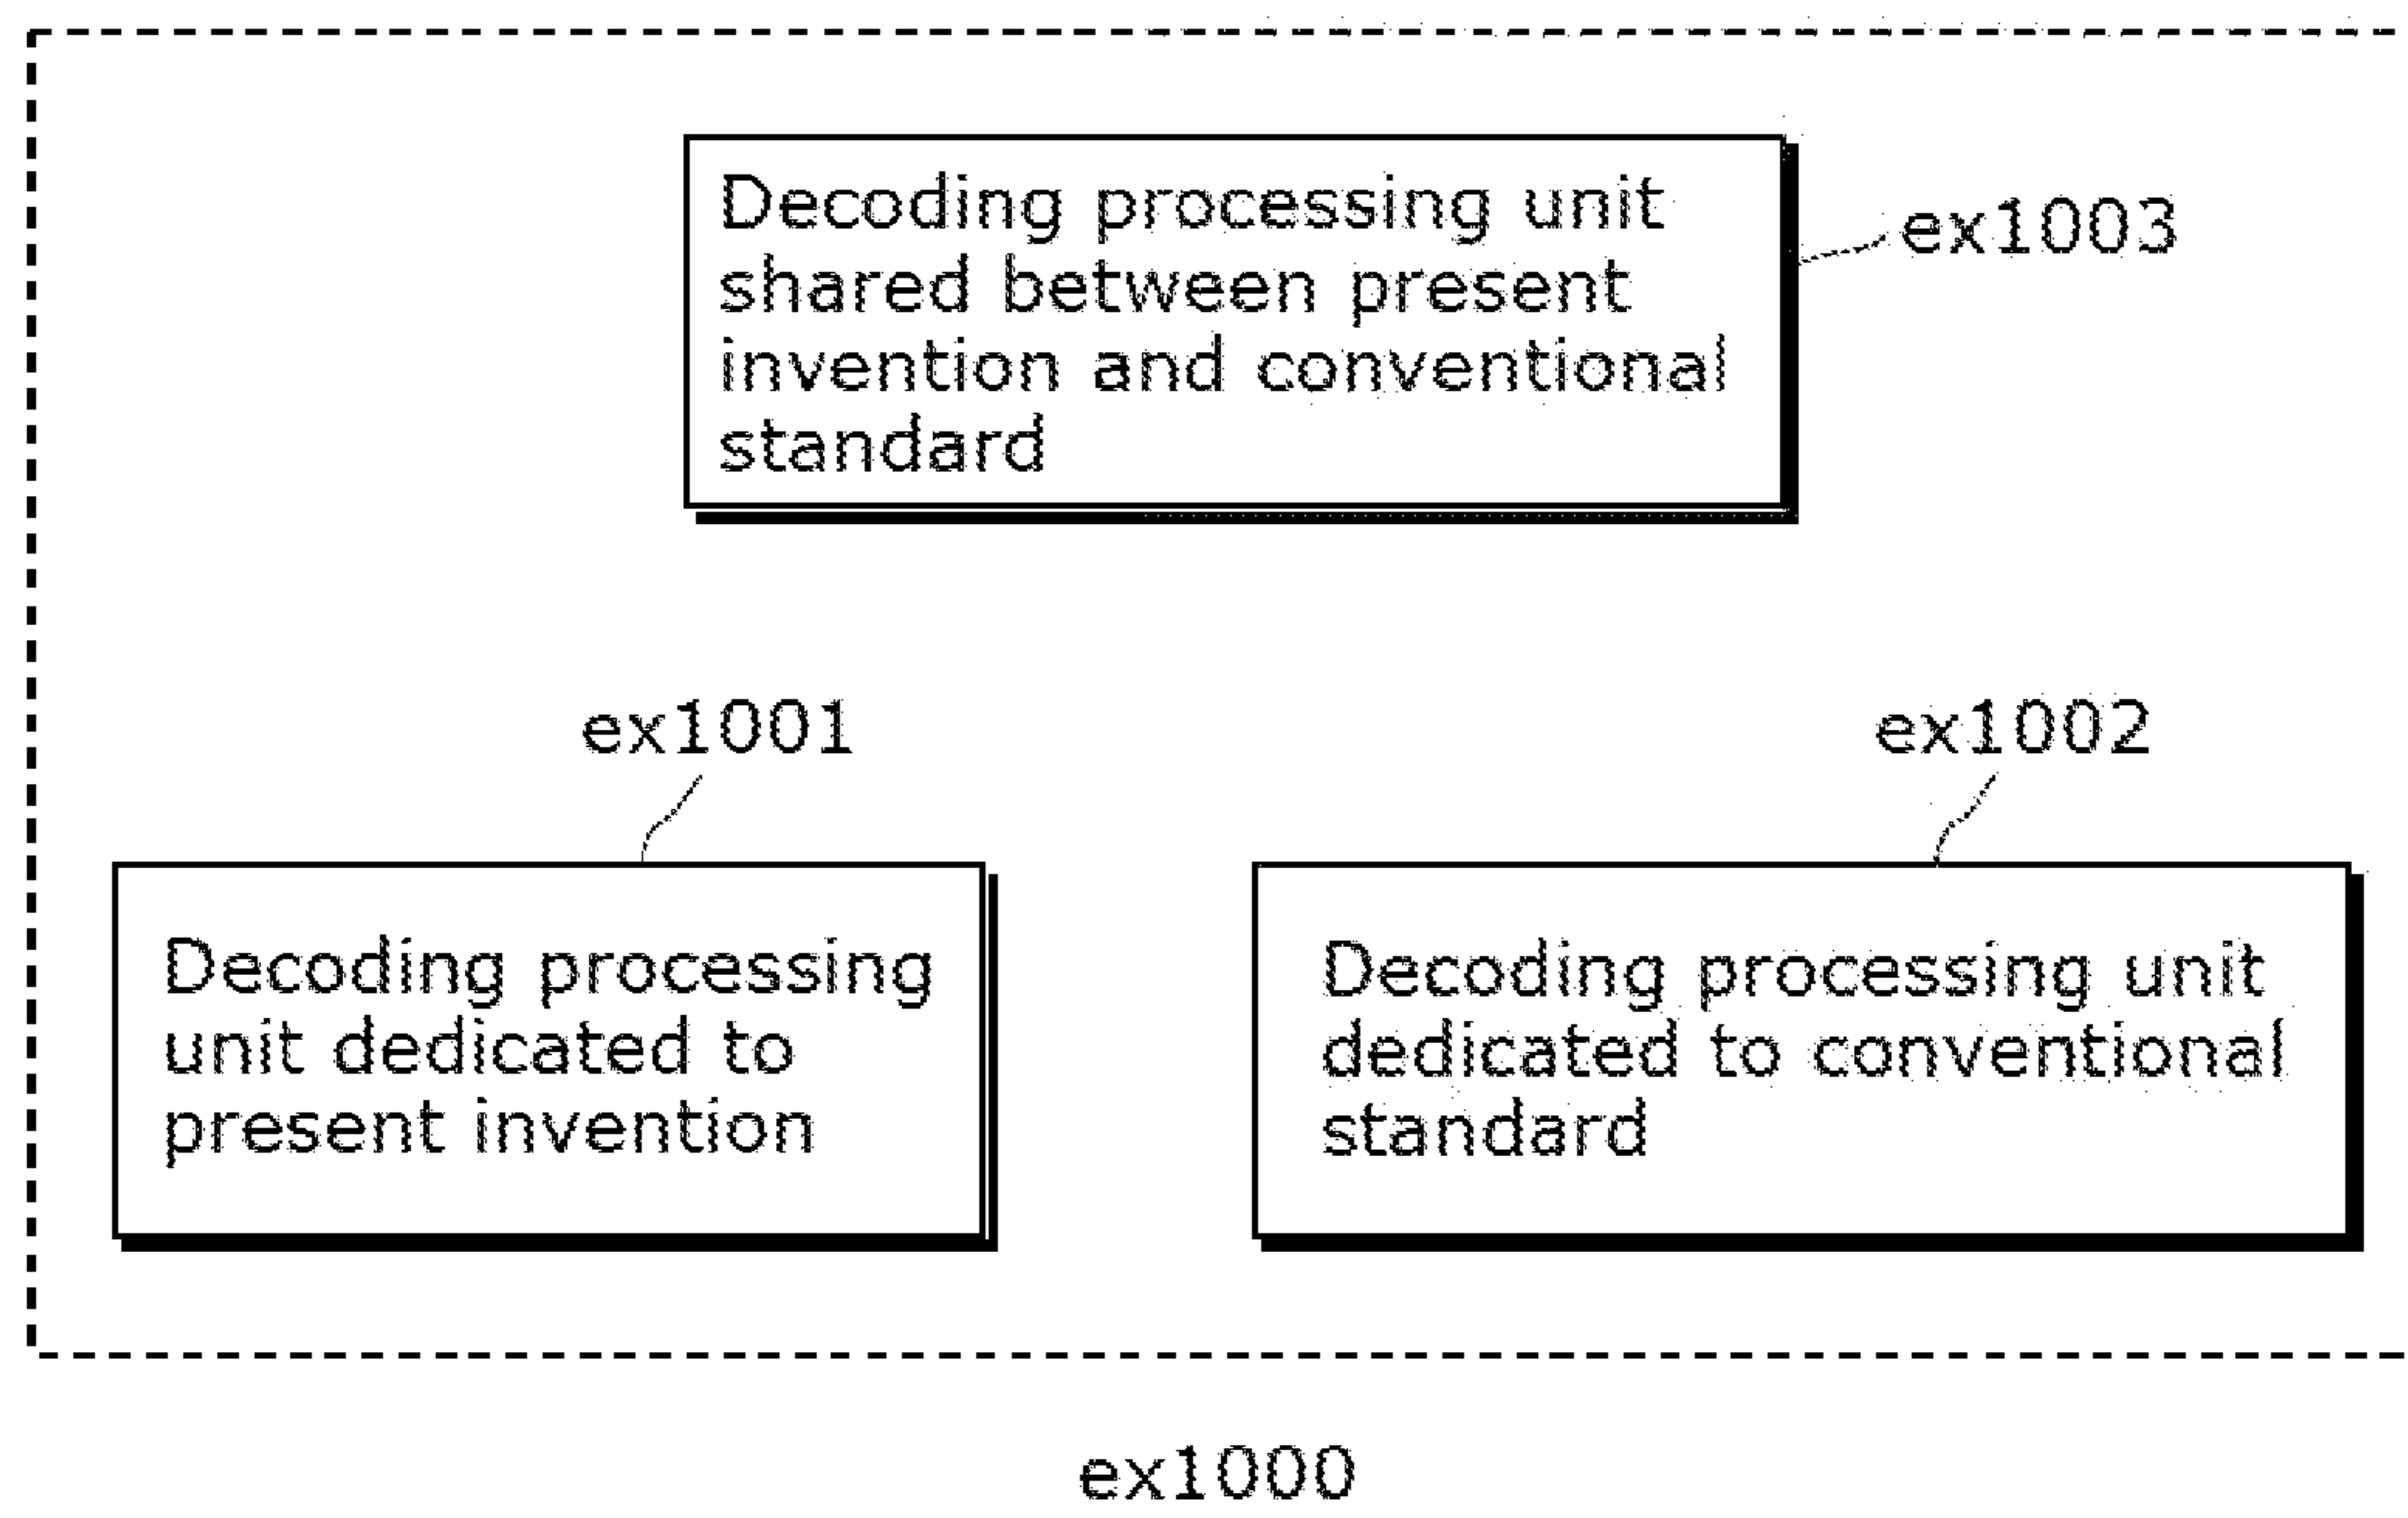 Decoding processing unit
shared between present
invention and conventional
standard
ex1003
ex1001
ex1002
Decoding processing
unit dedicated to
present invention
Decoding processing unit
dedicated to conventional
standard
ex1000